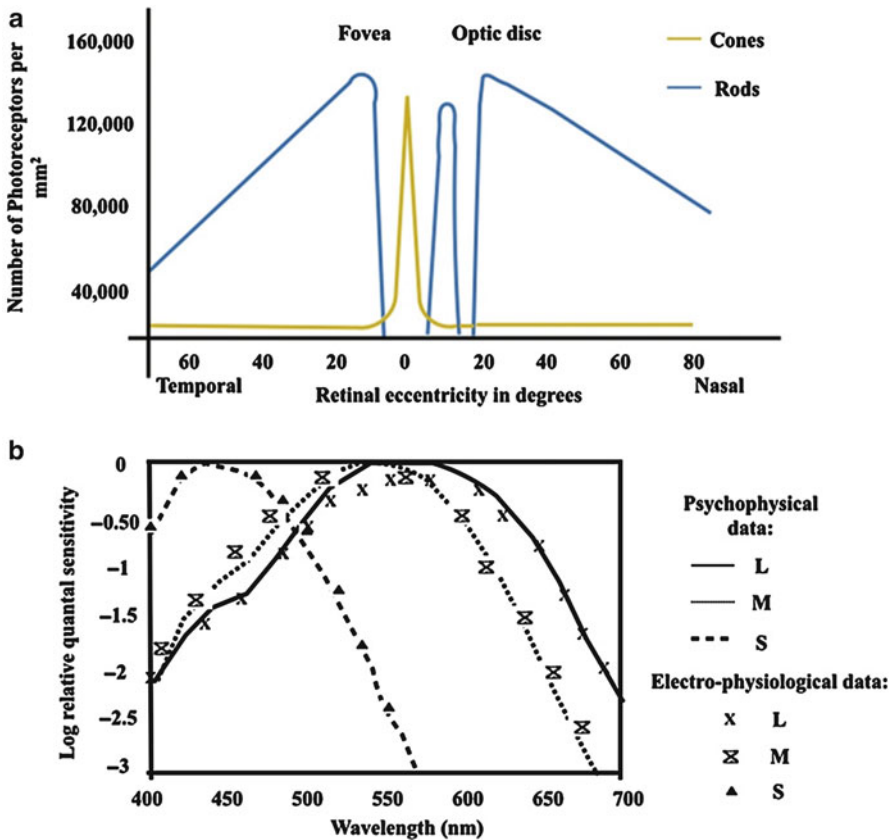 a
160,000
120,000
80,000
40,000
Number of Photoreceptors per
mm2
Fovea
Optic disc
Cones
Rods
60 40 20 0 20 40 60 80
Temporal
Retinal eccentricity in degrees
Nasal
b
0
−0.50
−1
−1.5
−2
−2.5
−3
Log relative quantal sensitivity
400 450 500 550 600 650 700
Wavelength (nm)
Psychophysical
data:
L
M
S
Electro-physiological data:
L
M
S